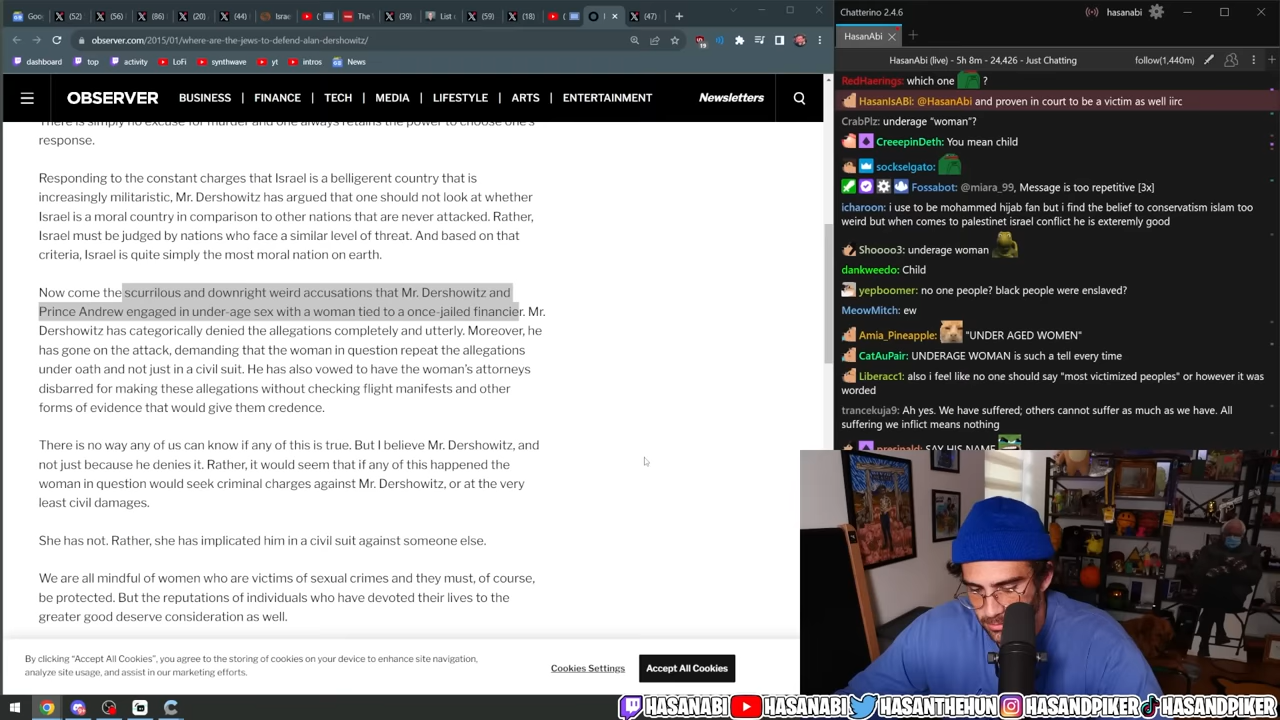 Goo
(52)
(56)
(86)
(20)
(44)
Israe
The
(39)
List o
(59)
(18)
(47)
observer.com/2015/01/where-are-the-jews-to-defend-alan-dershowitz/
19
dashboard
top
activity
LoFi
synthwave
yt
intros
News
OBSERVER
BUSINESS
FINANCE
TECH
MEDIA
LIFESTYLE
ARTS
ENTERTAINMENT
Newsletters
There is simply no excuse for murder and one always retains the power to choose one's
response.
Responding to the constant charges that Israel is a belligerent country that is
increasingly militaristic, Mr. Dershowitz has argued that one should not look at whether
Israel is a moral country in comparison to other nations that are never attacked. Rather,
Israel must be judged by nations who face a similar level of threat. And based on that
criteria, Israel is quite simply the most moral nation on earth.
Now come the scurrilous and downright weird accusations that Mr. Dershowitz and
Prince Andrew engaged in under-age sex with a woman tied to a once-jailed financier. Mr.
Dershowitz has categorically denied the allegations completely and utterly. Moreover, he
has gone on the attack, demanding that the woman in question repeat the allegations
under oath and not just in a civil suit. He has also vowed to have the woman's attorneys
disbarred for making these allegations without checking flight manifests and other
forms of evidence that would give them credence.
There is no way any of us can know if any of this is true. But I believe Mr. Dershowitz, and
not just because he denies it. Rather, it would seem that if any of this happened the
woman in question would seek criminal charges against Mr. Dershowitz, or at the very
least civil damages.
She has not. Rather, she has implicated him in a civil suit against someone else.
We are all mindful of women who are victims of sexual crimes and they must, of course,
be protected. But the reputations of individuals who have devoted their lives to the
greater good deserve consideration as well.
By clicking “Accept All Cookies”, you agree to the storing of cookies on your device to enhance site navigation,
analyze site usage, and assist in our marketing efforts.
Cookies Settings
Accept All Cookies
Chatterino 2.4.6
hasanabi
HasanAbi
HasanAbi (live) - 5h 8m - 24,426 - Just Chatting
follow(1,440m)
RedHaerings: which one ?
HasanIsABi: @HasanAbi and proven in court to be a victim as well iirc
CrabPlz: underage “woman”?
CreeepinDeth: You mean child
sockselgato:
Fossabot: @miara_99, Message is too repetitive [3x]
icharoon: i use to be mohammed hijab fan but i find the belief to conservatism islam too
weird but when comes to palestinet israel conflict he is exteremly good
Shoooo3: underage woman
dankweedo: Child
yepboomer: no one people? black people were enslaved?
MeowMitch: ew
Amia_Pineapple: "UNDER AGED WOMEN"
CatAuPair: UNDERAGE WOMAN is such a tell every time
Liberacc1: also i feel like no one should say "most victimized peoples" or however it was
worded
trancekuja9: Ah yes. We have suffered; others cannot suffer as much as we have. All
suffering we inflict means nothing
SAY HIS NAME
HASANABI
HASANABI
HASANTHEHUN
HASANDPIKER
HASANDPIKER